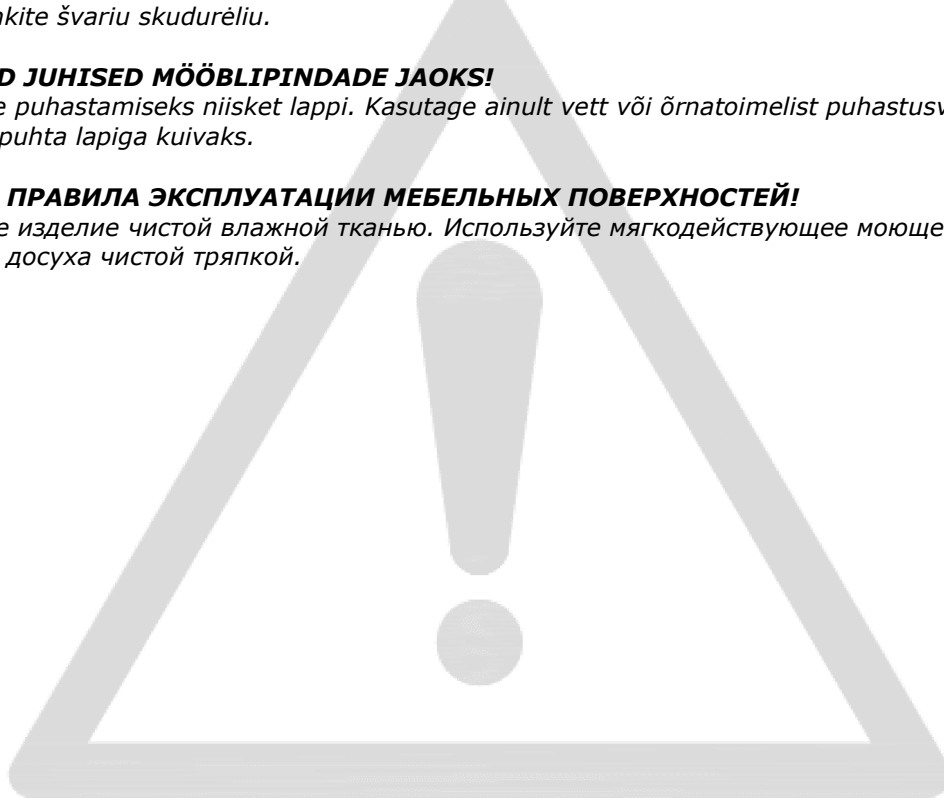 kite švariu skudurėliu.
D JUHISED MÖÖBLIPINDADE JAOKS!
e puhastamiseks niisket lappi. Kasutage ainult vett või õrnatoimelist puhastusv
puhta lapiga kuivaks.
ПРАВИЛА ЭКСПЛУАТАЦИИ МЕБЕЛЬНЫХ ПОВЕРХНОСТЕЙ!
е изделие чистой влажной тканью. Используйте мягкодействующее моюще
досуха чистой тряпкой.